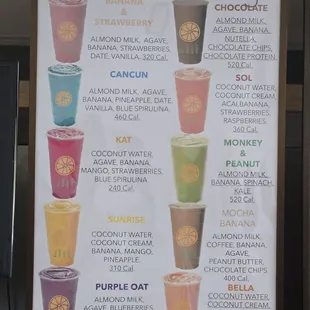 BANANA
&
STRAWBERRY
ALMOND MILK, AGAVE,
BANANA, STRAWBERRIES,
DATE, VANILLA. 320 Cal.
CANCUN
ALMOND MILK, AGAVE,
BANANA, PINEAPPLE, DATE,
VANILLA, BLUE SPIRULINA.
460 Cal.
KAT
COCONUT WATER,
AGAVE, BANANA,
MANGO, STRAWBERRIES,
BLUE SPIRULINA.
240 Cal.
SUNRISE
COCONUT WATER,
COCONUT CREAM,
BANANA, MANGO,
PINEAPPLE.
310 Cal
PURPLE OAT
ALMOND MILK,
AGAVE, BLUEBERRIES,
CHOCOLATE
ALMOND MILK,
AGAVE, BANANA,
CHOCOLATE CHIPS,
CHOCOLATE PROTEIN.
520 Cal.
SOL
COCONUT WATER,
COCONUT CREAM,
ACAI, BANANA,
STRAWBERRIES,
RASPBERRIES.
360 Cal.
MONKEY
&
PEANUT
ALMOND MILK,
BANANA, SPINACH,
KALE.
520 Cal.
MOCHA
BANANA
ALMOND MILK,
COFFEE, BANANA,
AGAVE,
PEANUT BUTTER,
CHOCOLATE CHIPS.
400 Cal.
BELLA
COCONUT WATER,
COCONUT CREAM,